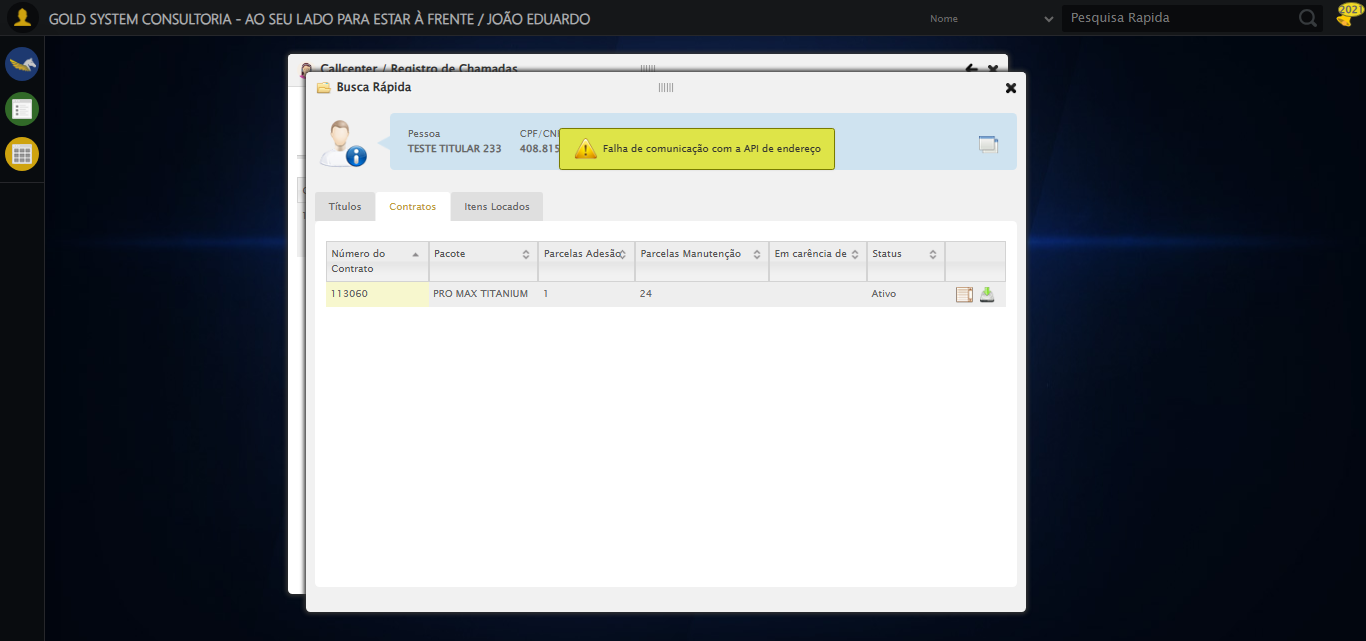 GOLD SYSTEM CONSULTORIA - AO SEU LADO PARA ESTAR À FRENTE / JOÃO EDUARDO
Nome
Pesquisa Rapida
2021
Callcenter / Registro de Chamadas
Busca Rápida
Pessoa
CPF/CNP
TESTE TITULAR 233
408.815
Falha de comunicação com a API de endereço
Títulos
Contratos
Itens Locados
Número do Contrato
Pacote
Parcelas Adesão
Parcelas Manutenção
Em carência de
Status
113060
PRO MAX TITANIUM
1
24
Ativo